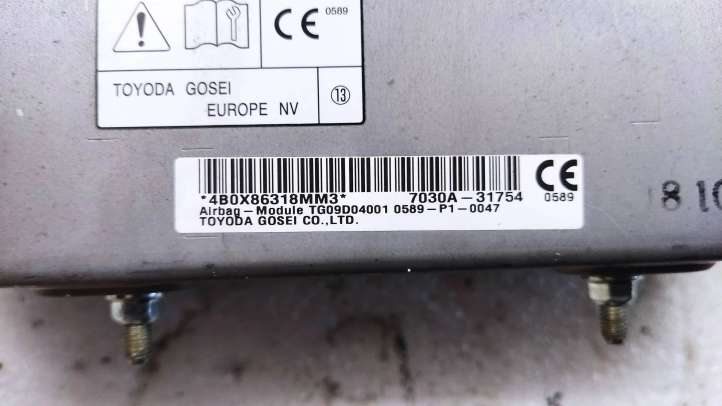 CE 0589
TOYODA GOSEI
EUROPE NV
⑬
*4B0X86318MM3* 7030A-31754
Airbag-Module TG09D04001 0589-P1-0047
TOYODA GOSEI CO.,LTD.
CE
0589
810